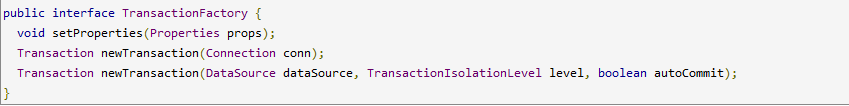 public interface TransactionFactory {
  void setProperties(Properties props);
  Transaction newTransaction(Connection conn);
  Transaction newTransaction(DataSource dataSource, TransactionIsolationLevel level, boolean autoCommit);
}